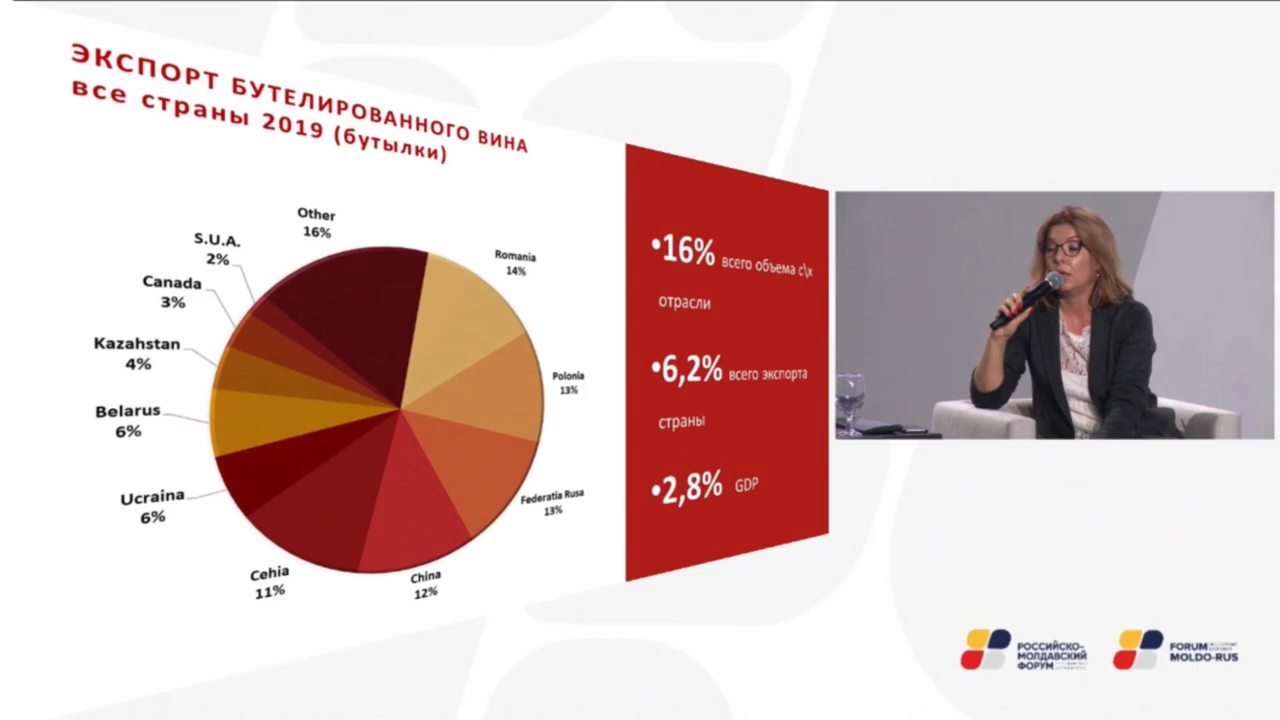 ЭКСПОРТ БУТЕЛИРОВАННОГО ВИНА
все страны 2019 (бутылки)
Other
16%
Romania
14%
S.U.A.
2%
Canada
3%
Kazahstan
4%
Polonia
13%
Belarus
6%
Ucraina
6%
Federatia Rusa
13%
Cehia
11%
China
12%
•16% всего объема с\х
отрасли
•6,2% всего экспорта
страны
•2,8% GDP
РОССИЙСКО-
МОЛДАВСКИЙ
ФОРУМ
FORUM
MOLDO-RUS